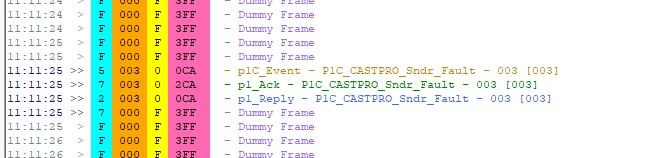 11:11:24 > F 000 F 3FF - Dummy Frame
11:11:24 > F 000 F 3FF - Dummy Frame
11:11:24 > F 000 F 3FF - Dummy Frame
11:11:25 > F 000 F 3FF - Dummy Frame
11:11:25 > F 000 F 3FF - Dummy Frame
11:11:25 >> 5 003 0 0CA - p1C_Event - P1C_CASTPRO_Sndr_Fault - 003 [003]
11:11:25 >> 7 003 0 2CA - p1_Ack - P1C_CASTPRO_Sndr_Fault - 003 [003]
11:11:25 >> 2 003 0 0CA - p1_Reply - P1C_CASTPRO_Sndr_Fault - 003 [003]
11:11:25 >> 7 000 F 3FF - Dummy Frame
11:11:25 > F 000 F 3FF - Dummy Frame
11:11:26 > F 000 F 3FF - Dummy Frame
11:11:26 > F 000 F 3FF - Dummy Frame